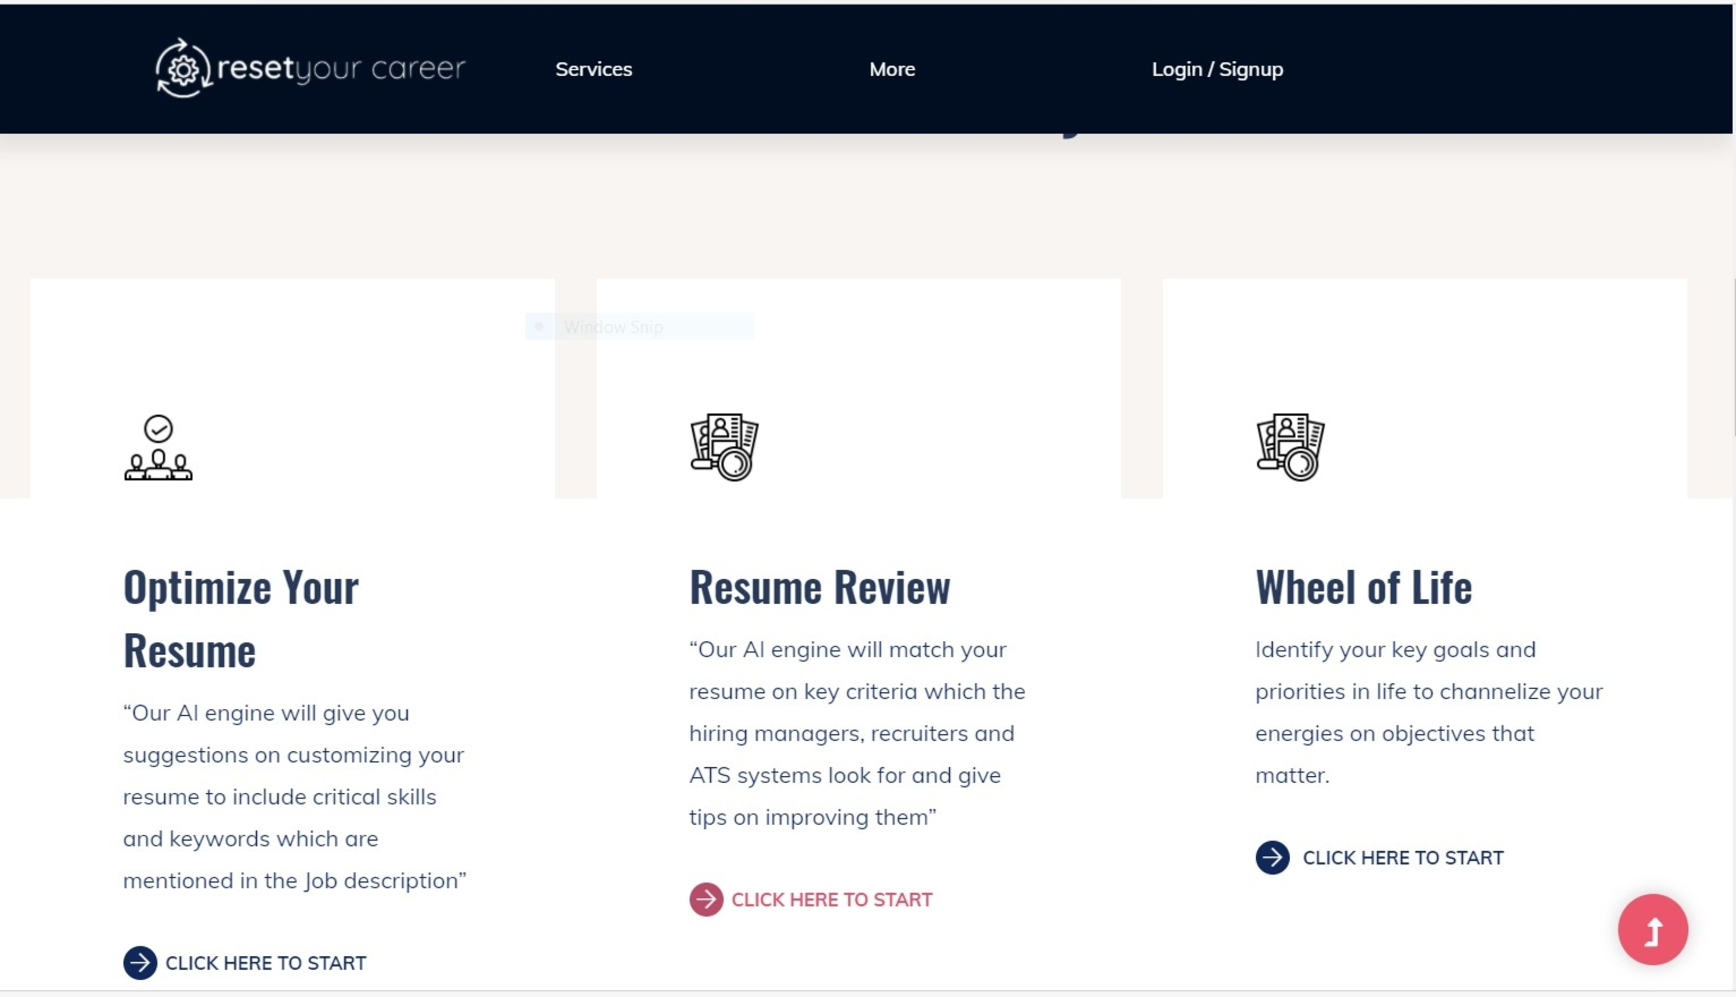 resetyour career
Services
More
Login / Signup
Window Snip
Optimize Your
Resume
“Our AI engine will give you
suggestions on customizing your
resume to include critical skills
and keywords which are
mentioned in the Job description”
CLICK HERE TO START
Resume Review
“Our AI engine will match your
resume on key criteria which the
hiring managers, recruiters and
ATS systems look for and give
tips on improving them”
CLICK HERE TO START
Wheel of Life
Identify your key goals and
priorities in life to channelize your
energies on objectives that
matter.
CLICK HERE TO START